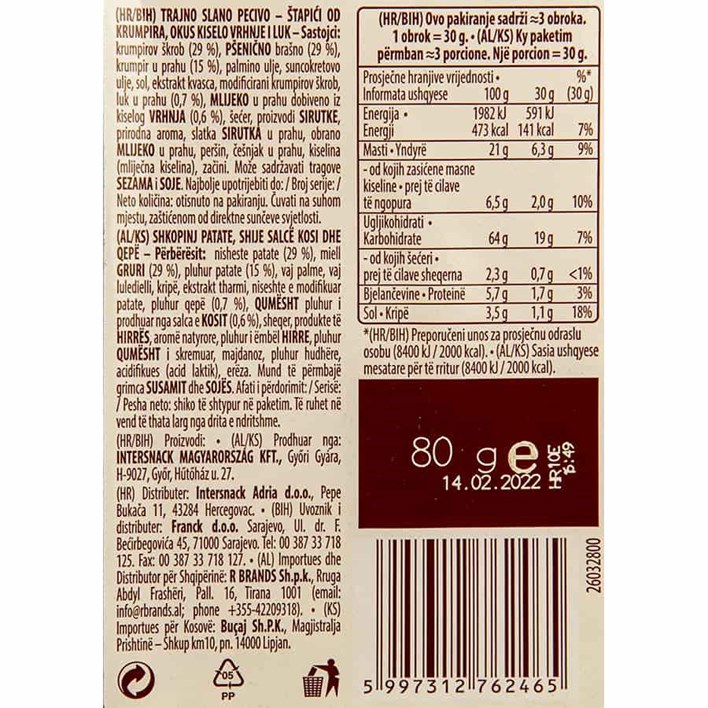 (HR/BIH) TRAJNO SLANO PECIVO – ŠTAPIĆI OD
KRUMPIRA, OKUS KISELO VRHNJE I LUK – Sastojci:
krumpirov škrob (29 %), PŠENIČNO brašno (29 %),
krumpir u prahu (15 %), palmino ulje, suncokretovo
ulje, sol, ekstrakt kvasca, modificirani krumpirov škrob,
luk u prahu (0,7 %), MLIJEKO u prahu dobiveno iz
kiselog VRHNJA (0,6 %), šećer, proizvodi SIRUTKE,
prirodna aroma, slatka SIRUTKA u prahu, obrano
MLIJEKO u prahu, peršin, češnjak u prahu, kiselina
(mliječna kiselina), začini. Može sadržavati tragove
SEZAMA i SOJE. Najbolje upotrijebiti do: / Broj serije: /
Neto količina: otisnuto na pakiranju. Čuvati na suhom
mjestu, zaštićenom od direktne sunčeve svjetlosti.
(AL/KS) SHKOPINJ PATATE, SHIJE SALCË KOSI DHE
QEPË – Përbërësit: nisheste patate (29 %), miell
GRURI (29 %), pluhur patate (15 %), vaj palme, vaj
luledielli, kripë, ekstrakt tharmi, niseshte e modifikuar
patate, pluhur qepë (0,7 %), QUMËSHT pluhur i
prodhuar nga salca e KOSIT (0,6 %), sheqer, produkte të
HIRRËS, aromë natyrore, pluhur i ëmbël HIRRE, pluhur
QUMËSHT i skremuar, majdanoz, pluhur hudhëre,
acidifikues (acid laktik), erëza. Mund të përmbajë
grimca SUSAMIT dhe SOJËS. Afati i përdorimit: / Serisë:
/ Pesha neto: shiko të shtypur në paketim. Të ruhet në
vend të thata larg nga drita e ndritshme.
(HR/BIH) Proizvodi: • (AL/KS) Prodhuar nga:
INTERSNACK MAGYARORSZÁG KFT., Győri Gyára,
H-9027, Győr, Hűtőház u. 27.
(HR) Distributer: Intersnack Adria d.o.o., Pepe
Bukača 11, 43284 Hercegovac. • (BIH) Uvoznik i
distributer: Franck d.o.o. Sarajevo, Ul. dr. F.
Bećirbegovića 45, 71000 Sarajevo. Tel: 00 387 33 718
125. Fax: 00 387 33 718 127. • (AL) Importues dhe
Distributor për Shqipërinë: R BRANDS Sh.p.k., Rruga
Abdyl Frashëri, Pall. 16, Tirana 1001 (email:
info@rbrands.al; phone +355-42209318). • (KS)
Importues për Kosovë: Buçaj Sh.P.K., Magjistralja
Prishtinë – Shkup km10, pn. 14000 Lipjan.
05
PP
(HR/BIH) Ovo pakiranje sadrži ≈3 obroka.
1 obrok = 30 g. • (AL/KS) Ky paketim
përmban ≈3 porcione. Një porcion = 30 g.
Prosječne hranjive vrijednosti • %*
Informata ushqyese 100 g 30 g (30 g)
Energija • 1982 kJ 591 kJ
Energji 473 kcal 141 kcal 7%
Masti • Yndyrë 21 g 6,3 g 9%
- od kojih zasićene masne
kiseline • prej të cilave
të ngopura 6,5 g 2,0 g 10%
Ugljikohidrati •
Karbohidrate 64 g 19 g 7%
- od kojih šećeri •
prej të cilave sheqerna 2,3 g 0,7 g <1%
Bjelančevine • Proteinë 5,7 g 1,7 g 3%
Sol • Kripë 3,5 g 1,1 g 18%
*(HR/BIH) Preporučeni unos za prosječnu odraslu
osobu (8400 kJ / 2000 kcal). • (AL/KS) Sasia ushqyese
mesatare për të rritur (8400 kJ / 2000 kcal).
80 g e
14.02.2022
26032800
5 997312 762465